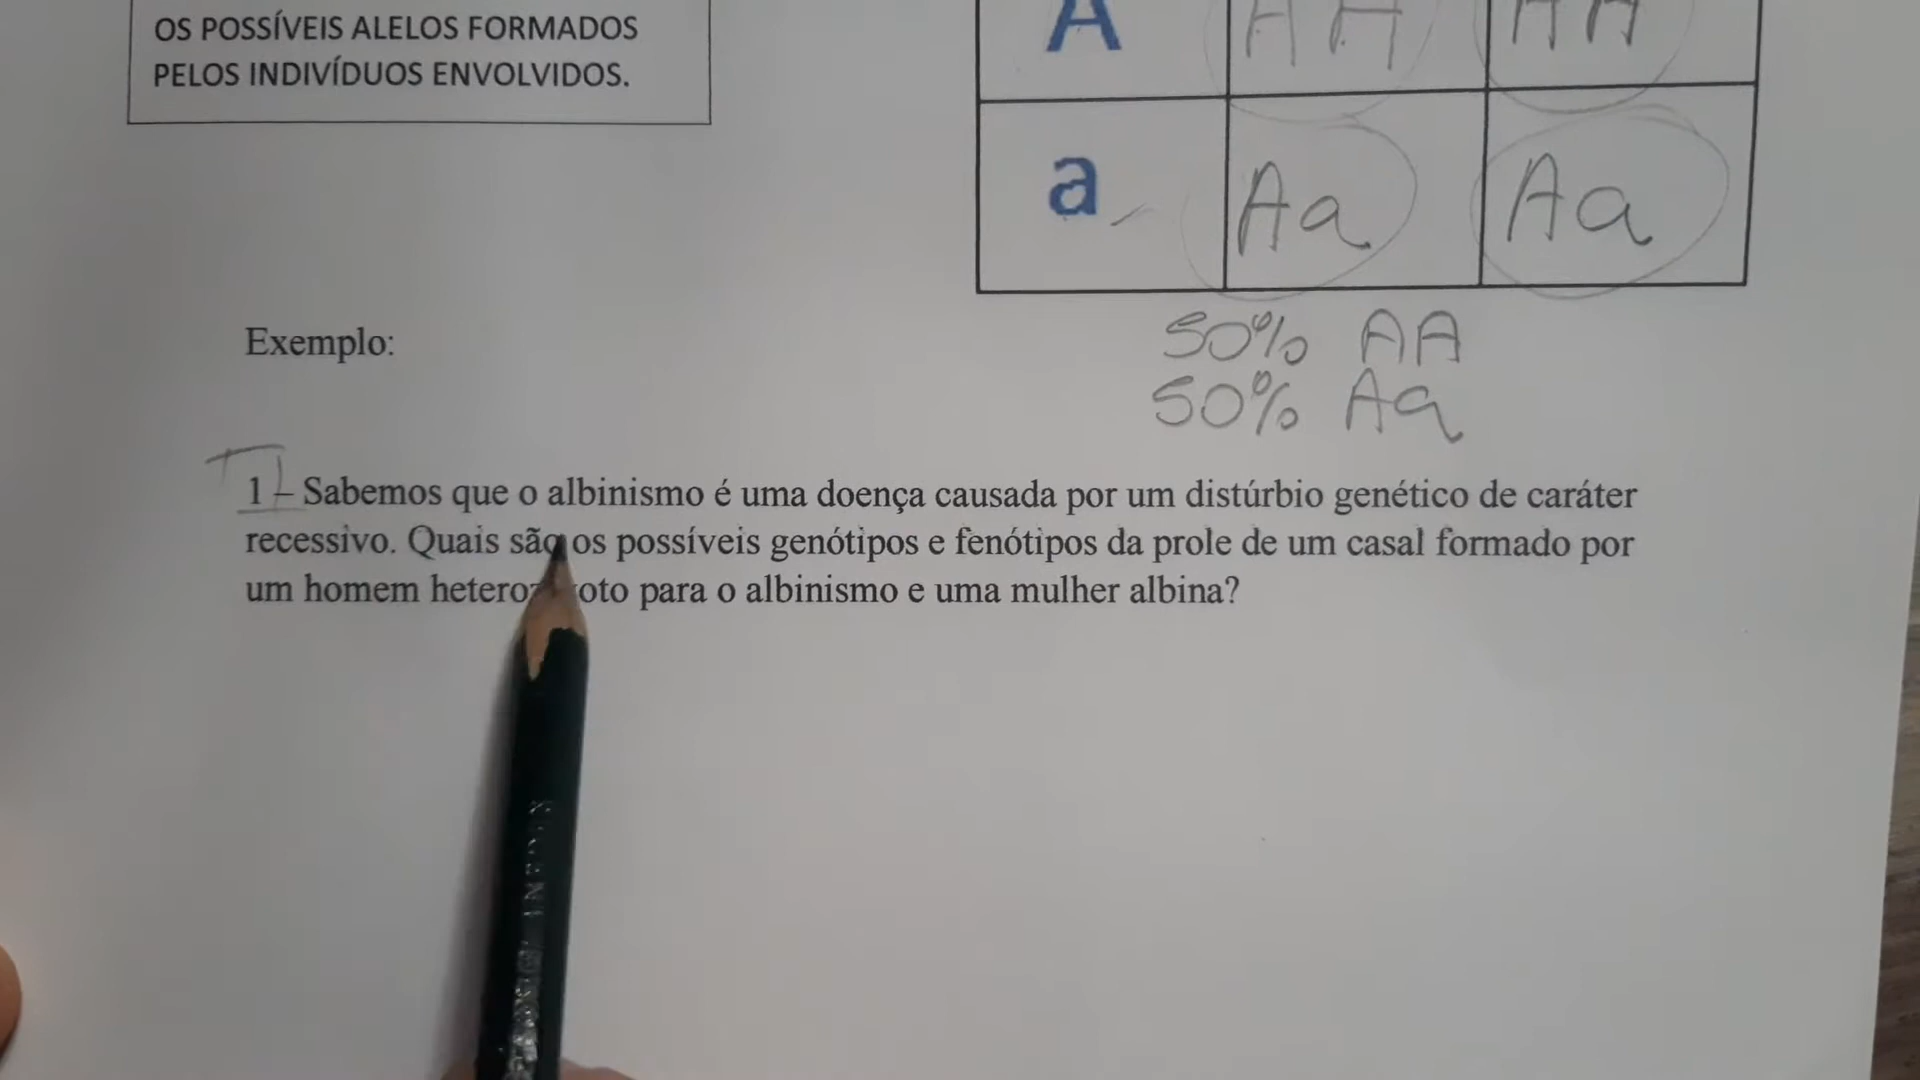 OS POSSÍVEIS ALELOS FORMADOS
PELOS INDIVÍDUOS ENVOLVIDOS.
A AA AA
a Aa Aa
50% AA
50% Aa
Exemplo:
1 – Sabemos que o albinismo é uma doença causada por um distúrbio genético de caráter
recessivo. Quais são os possíveis genótipos e fenótipos da prole de um casal formado por
um homem para o albinismo e uma mulher albina?